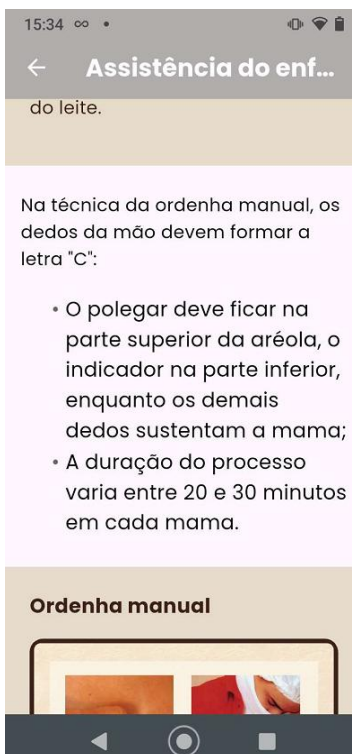 15:34
Assistência do enf...
do leite.
Na técnica da ordenha manual, os
dedos da mão devem formar a
letra "C":
• O polegar deve ficar na
parte superior da aréola, o
indicador na parte inferior,
enquanto os demais
dedos sustentam a mama;
• A duração do processo
varia entre 20 e 30 minutos
em cada mama.
Ordenha manual